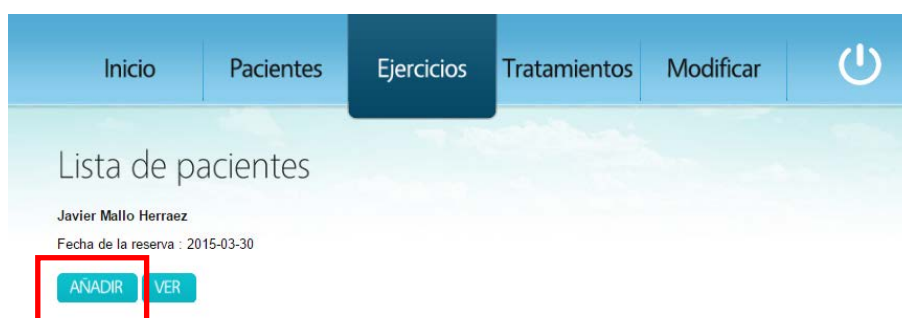 Inicio Pacientes Ejercicios Tratamientos Modificar
Lista de pacientes
Javier Mallo Herraez
Fecha de la reserva : 2015-03-30
AÑADIR VER